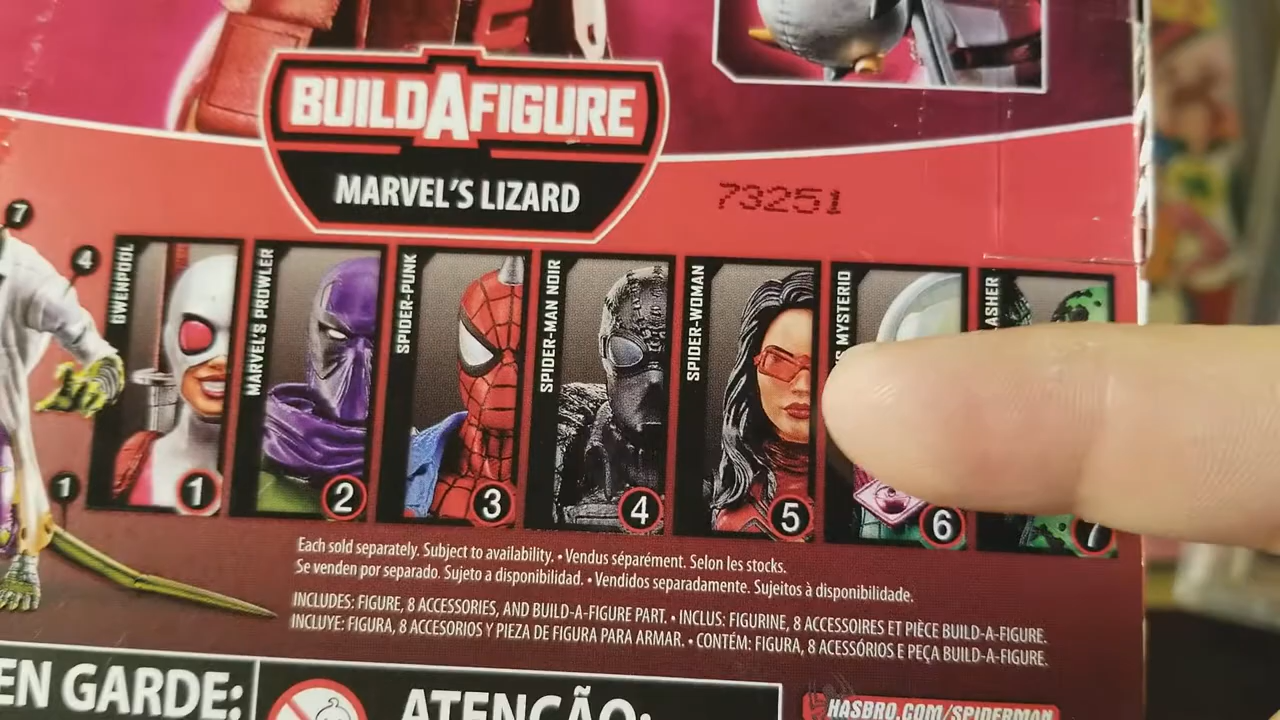 BUILDAFIGURE
MARVEL'S LIZARD
73251
7
4
1
GWENPOOL
1
MARVEL'S PROWLER
2
SPIDER-PUNK
3
SPIDER-MAN NOIR
4
SPIDER-WOMAN
5
MYSTERIO
6
ASHER
7
Each sold separately. Subject to availability. • Vendus séparément. Selon les stocks.
Se venden por separado. Sujeto a disponibilidad. • Vendidos separadamente. Sujeitos à disponibilidade.
INCLUDES: FIGURE, 8 ACCESSORIES, AND BUILD-A-FIGURE PART. • INCLUS: FIGURINE, 8 ACCESSOIRES ET PIÈCE BUILD-A-FIGURE.
INCLUYE: FIGURA, 8 ACCESORIOS Y PIEZA DE FIGURA PARA ARMAR. • CONTÉM: FIGURA, 8 ACESSÓRIOS E PEÇA BUILD-A-FIGURE.
EN GARDE:
ATENÇÃO:
HASBRO.COM/SPIDERMAN